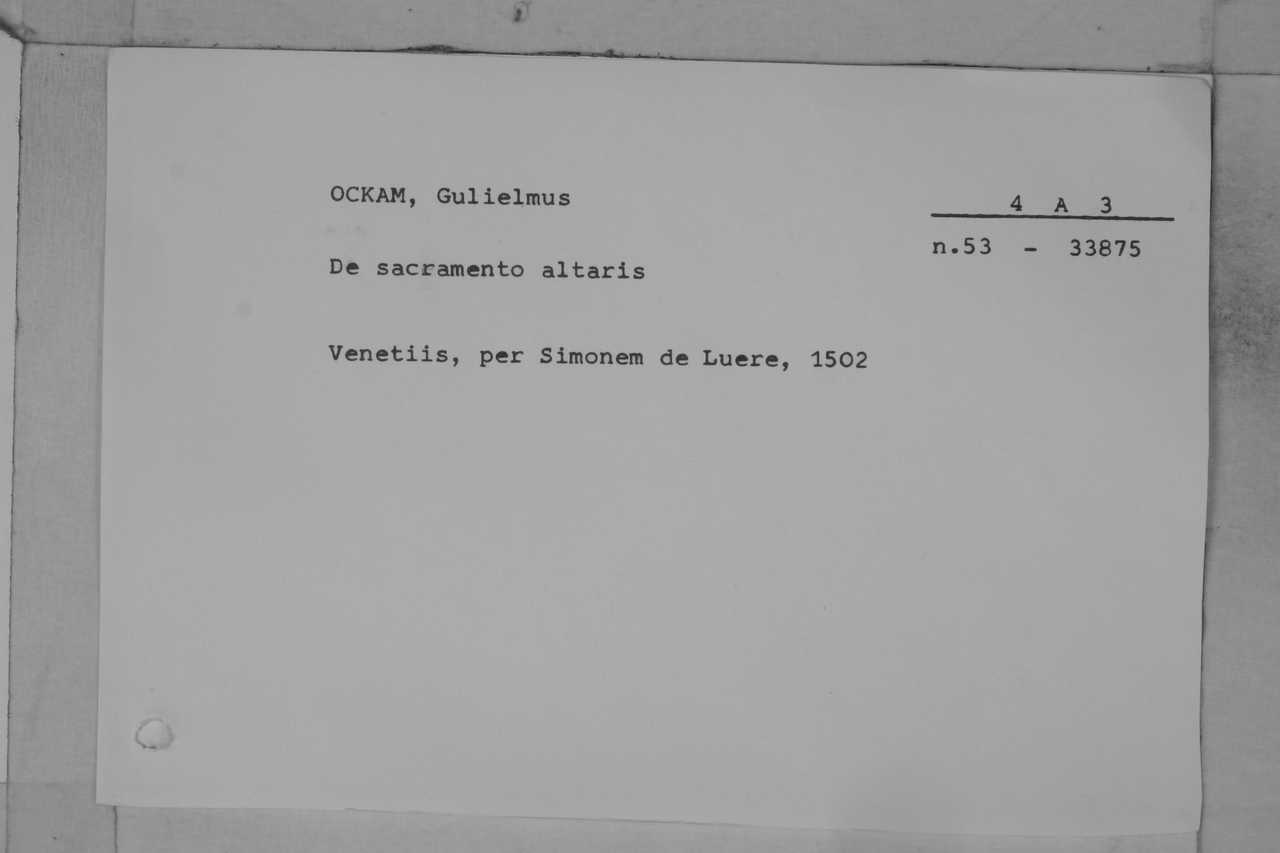 OCKAM, Gulielmus
4 A 3
n.53 - 33875
De sacramento altaris
Venetiis, per Simonem de Luere, 1502